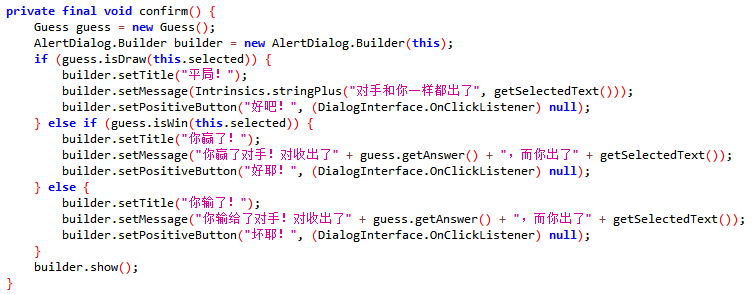 private final void confirm() {
    Guess guess = new Guess();
    AlertDialog.Builder builder = new AlertDialog.Builder(this);
    if (guess.isDraw(this.selected)) {
        builder.setTitle("平局！");
        builder.setMessage(Intrinsics.stringPlus("对手和你一样都出了", getSelectedText()));
        builder.setPositiveButton("好吧！", (DialogInterface.OnClickListener) null);
    } else if (guess.isWin(this.selected)) {
        builder.setTitle("你赢了！");
        builder.setMessage("你赢了对手！对收出了" + guess.getAnswer() + "，而你出了" + getSelectedText());
        builder.setPositiveButton("好耶！", (DialogInterface.OnClickListener) null);
    } else {
        builder.setTitle("你输了！");
        builder.setMessage("你输给了对手！对收出了" + guess.getAnswer() + "，而你出了" + getSelectedText());
        builder.setPositiveButton("坏耶！", (DialogInterface.OnClickListener) null);
    }
    builder.show();
}